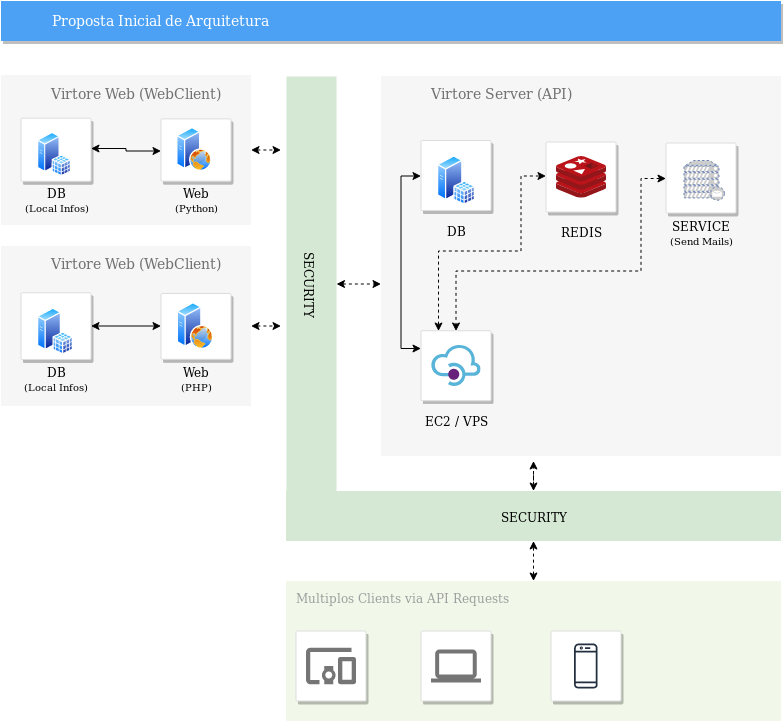 Proposta Inicial de Arquitetura
Virtore Web (WebClient)
DB
(Local Infos)
Web
(Python)
Virtore Web (WebClient)
DB
(Local Infos)
Web
(PHP)
SECURITY
Virtore Server (API)
DB
REDIS
SERVICE
(Send Mails)
EC2 / VPS
SECURITY
Multiplos Clients via API Requests